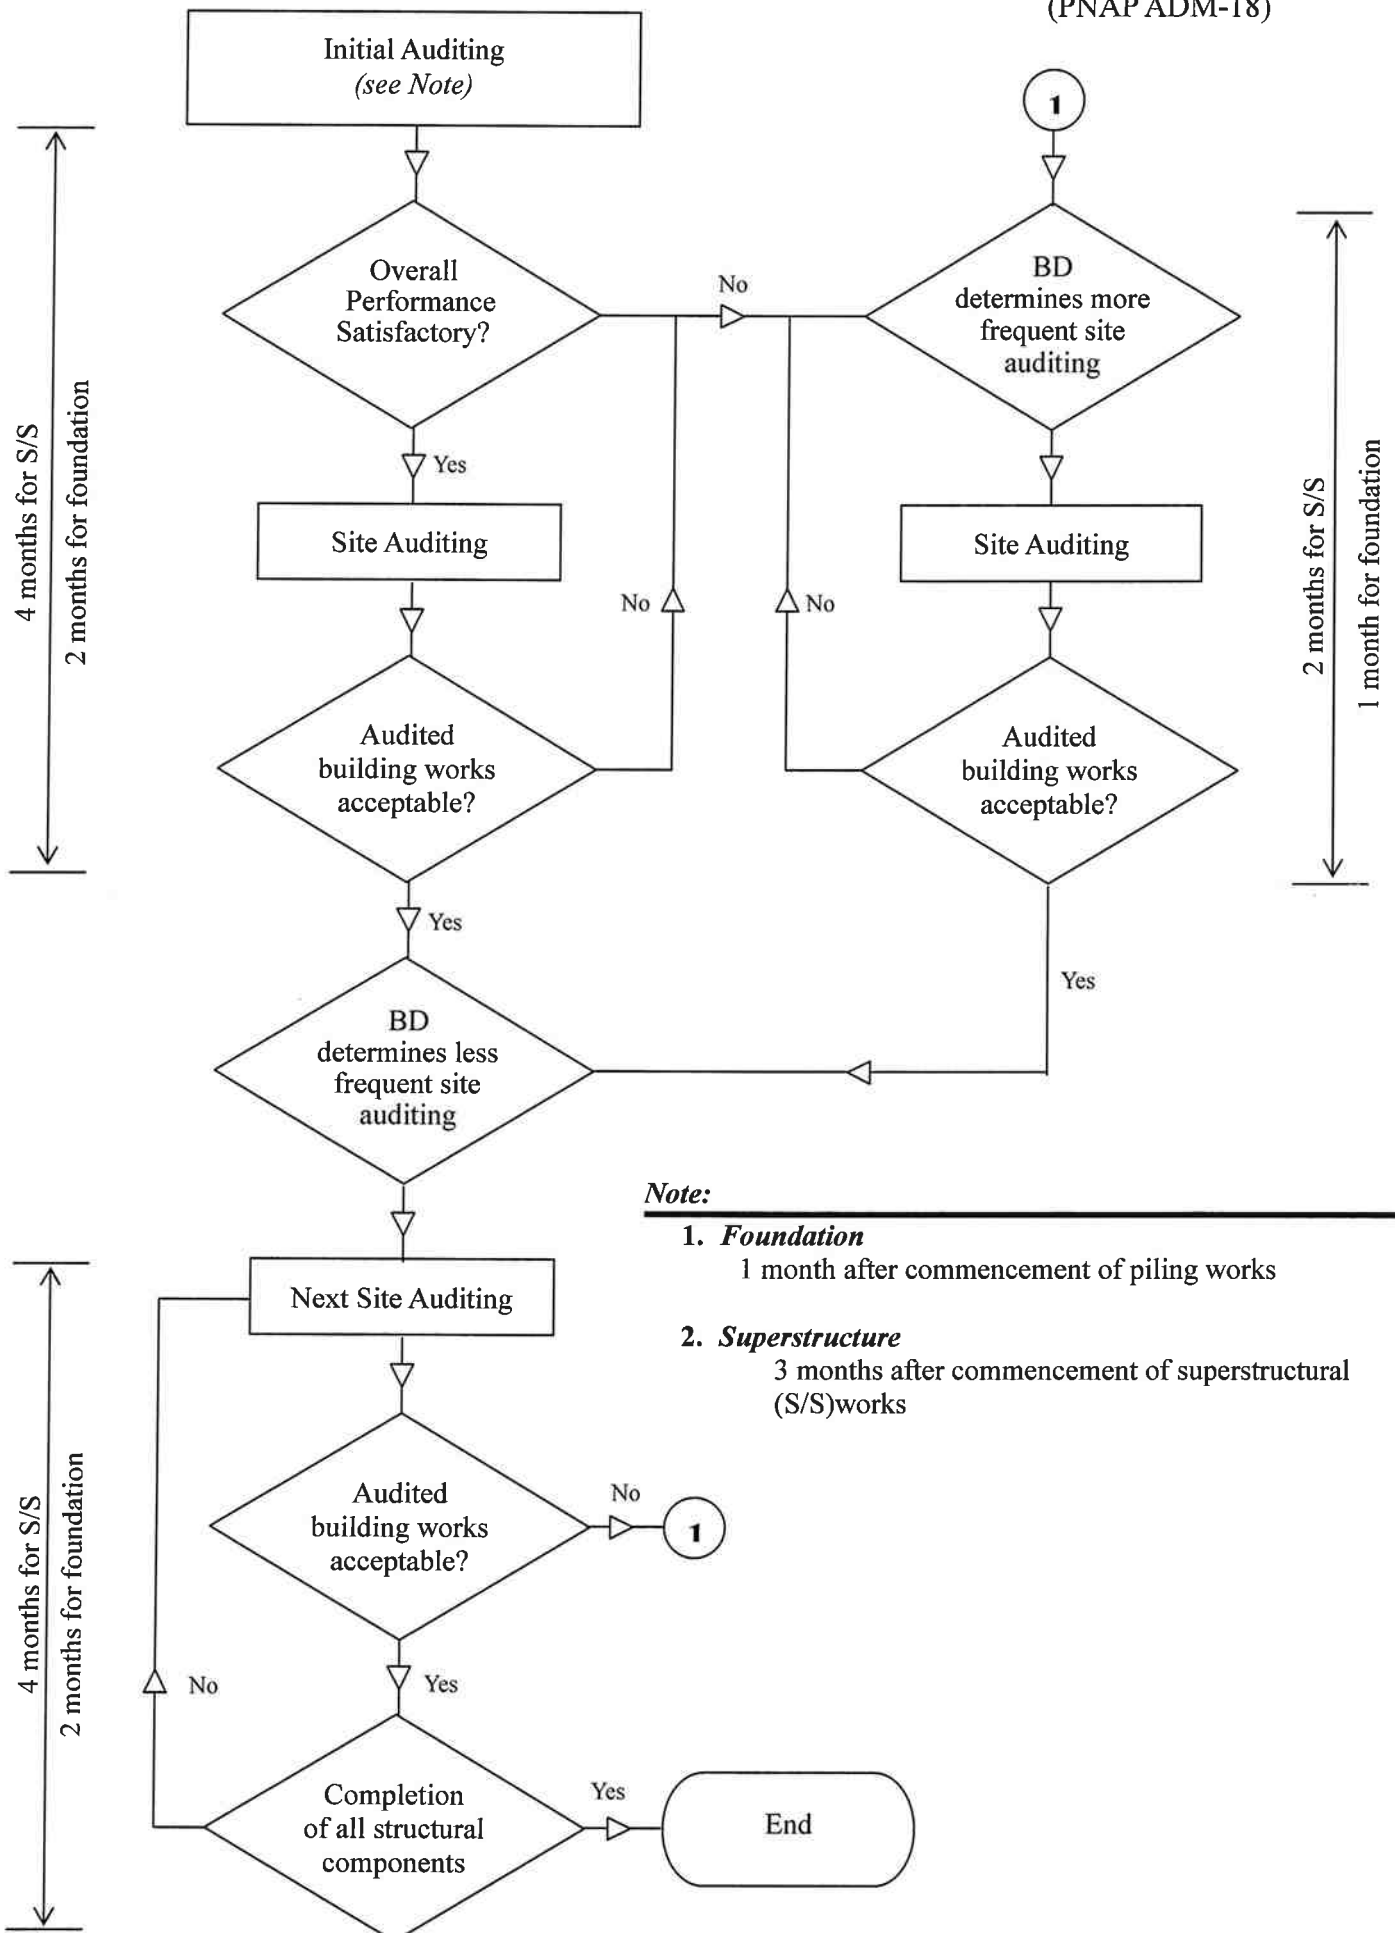 (PNAP ADM-18)
Initial Auditing
(see Note)
1
Overall
Performance
Satisfactory?
No
BD
determines more
frequent site
auditing
4 months for S/S
2 months for foundation
Yes
2 months for S/S
1 month for foundation
Site Auditing
Site Auditing
No
No
Audited
building works
acceptable?
Audited
building works
acceptable?
Yes
Yes
BD
determines less
frequent site
auditing
Note:
1. Foundation
1 month after commencement of piling works
Next Site Auditing
2. Superstructure
3 months after commencement of superstructural
(S/S)works
4 months for S/S
2 months for foundation
Audited
building works
acceptable?
No
1
No
Yes
Completion
of all structural
components
Yes
End